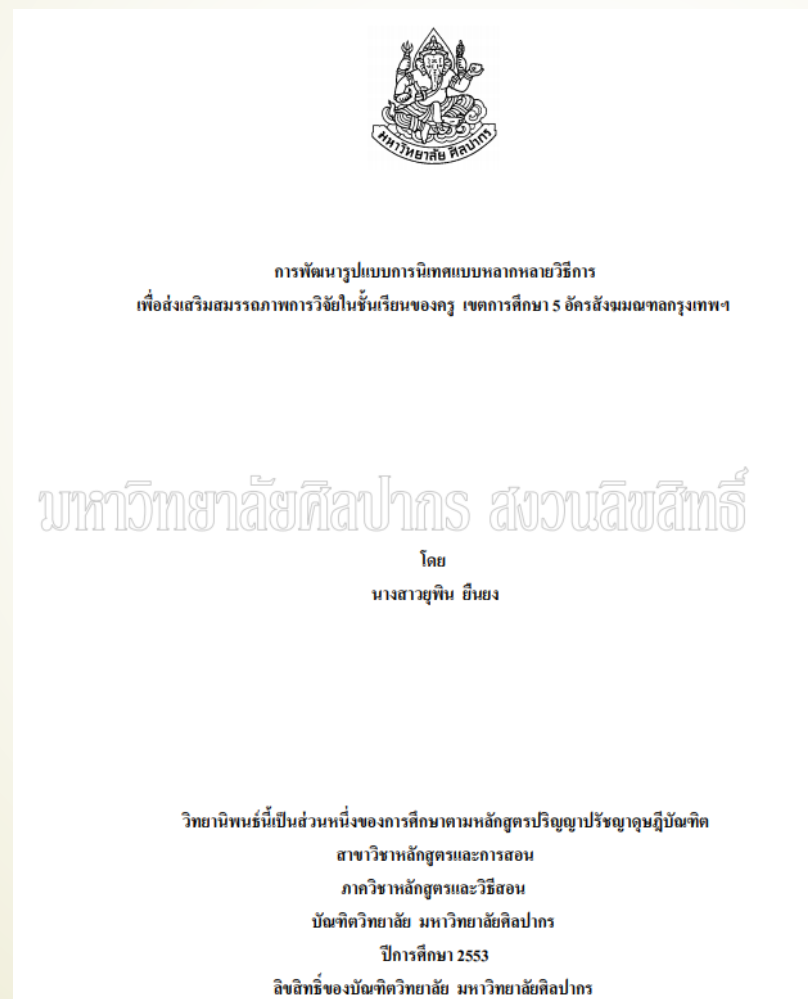 มหาวิทยาลัย ศิลปากร
การพัฒนารูปแบบการนิเทศแบบหลากหลายวิธีการ
เพื่อส่งเสริมสมรรถภาพการวิจัยในชั้นเรียนของครู เขตการศึกษา 5 อัครสังฆมณฑลกรุงเทพฯ
มหาวิทยาลัยศิลปากร สงวนลิขสิทธิ์
โดย
นางสาวยุพิน ยืนยง
วิทยานิพนธ์นี้เป็นส่วนหนึ่งของการศึกษาตามหลักสูตรปริญญาปรัชญาดุษฎีบัณฑิต
สาขาวิชาหลักสูตรและการสอน
ภาควิชาหลักสูตรและวิธีสอน
บัณฑิตวิทยาลัย มหาวิทยาลัยศิลปากร
ปีการศึกษา 2553
ลิขสิทธิ์ของบัณฑิตวิทยาลัย มหาวิทยาลัยศิลปากร